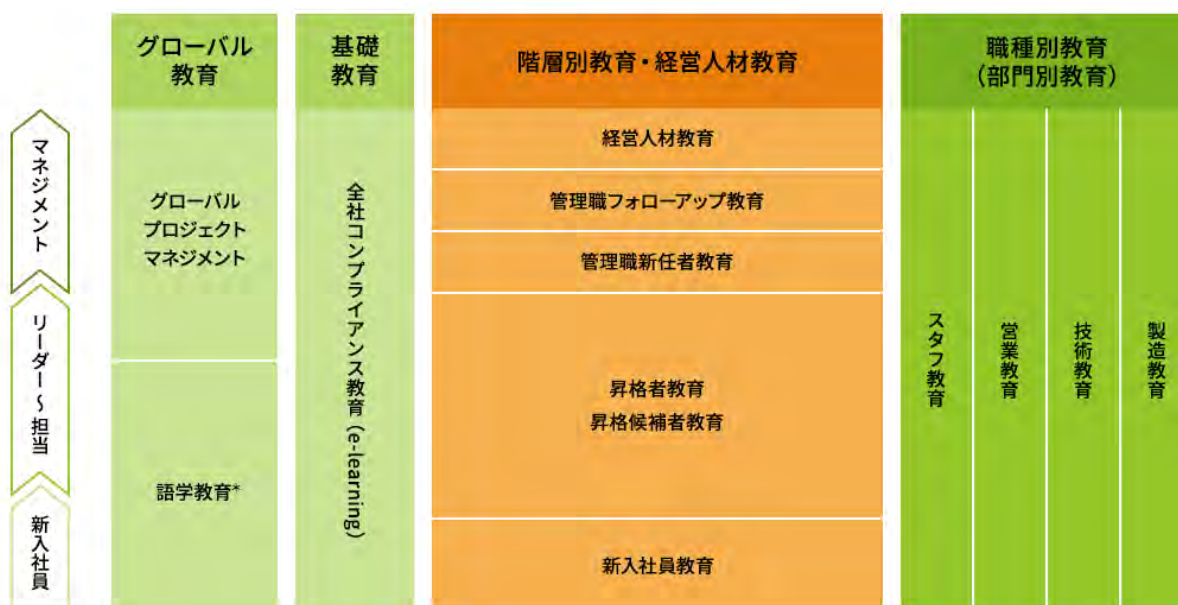 グローバル
教育
基礎
教育
階層別教育・経営人材教育
職種別教育
（部門別教育）
マネジメント
リーダー～担当
新入社員
グローバル
プロジェクト
マネジメント
語学教育*
全社コンプライアンス教育（e-learning）
経営人材教育
管理職フォローアップ教育
管理職新任者教育
昇格者教育
昇格候補者教育
新入社員教育
スタフ教育
営業教育
技術教育
製造教育